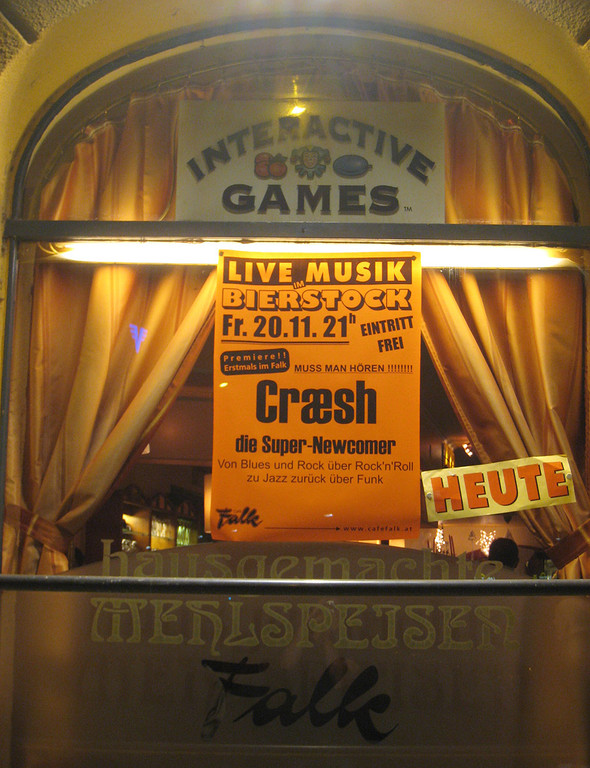 INTERACTIVE
GAMES™
LIVE MUSIK
IM
BIERSTOCK
Fr. 20.11. 21h
EINTRITT
FREI
Premiere!!
Erstmals im Falk
MUSS MAN HÖREN !!!!!!!!
Cræsh
die Super-Newcomer
Von Blues und Rock über Rock'n'Roll
zu Jazz zurück über Funk
Falk
www.cafefalk.at
HEUTE
hausgemachte
MEHLSPEISEN
Falk